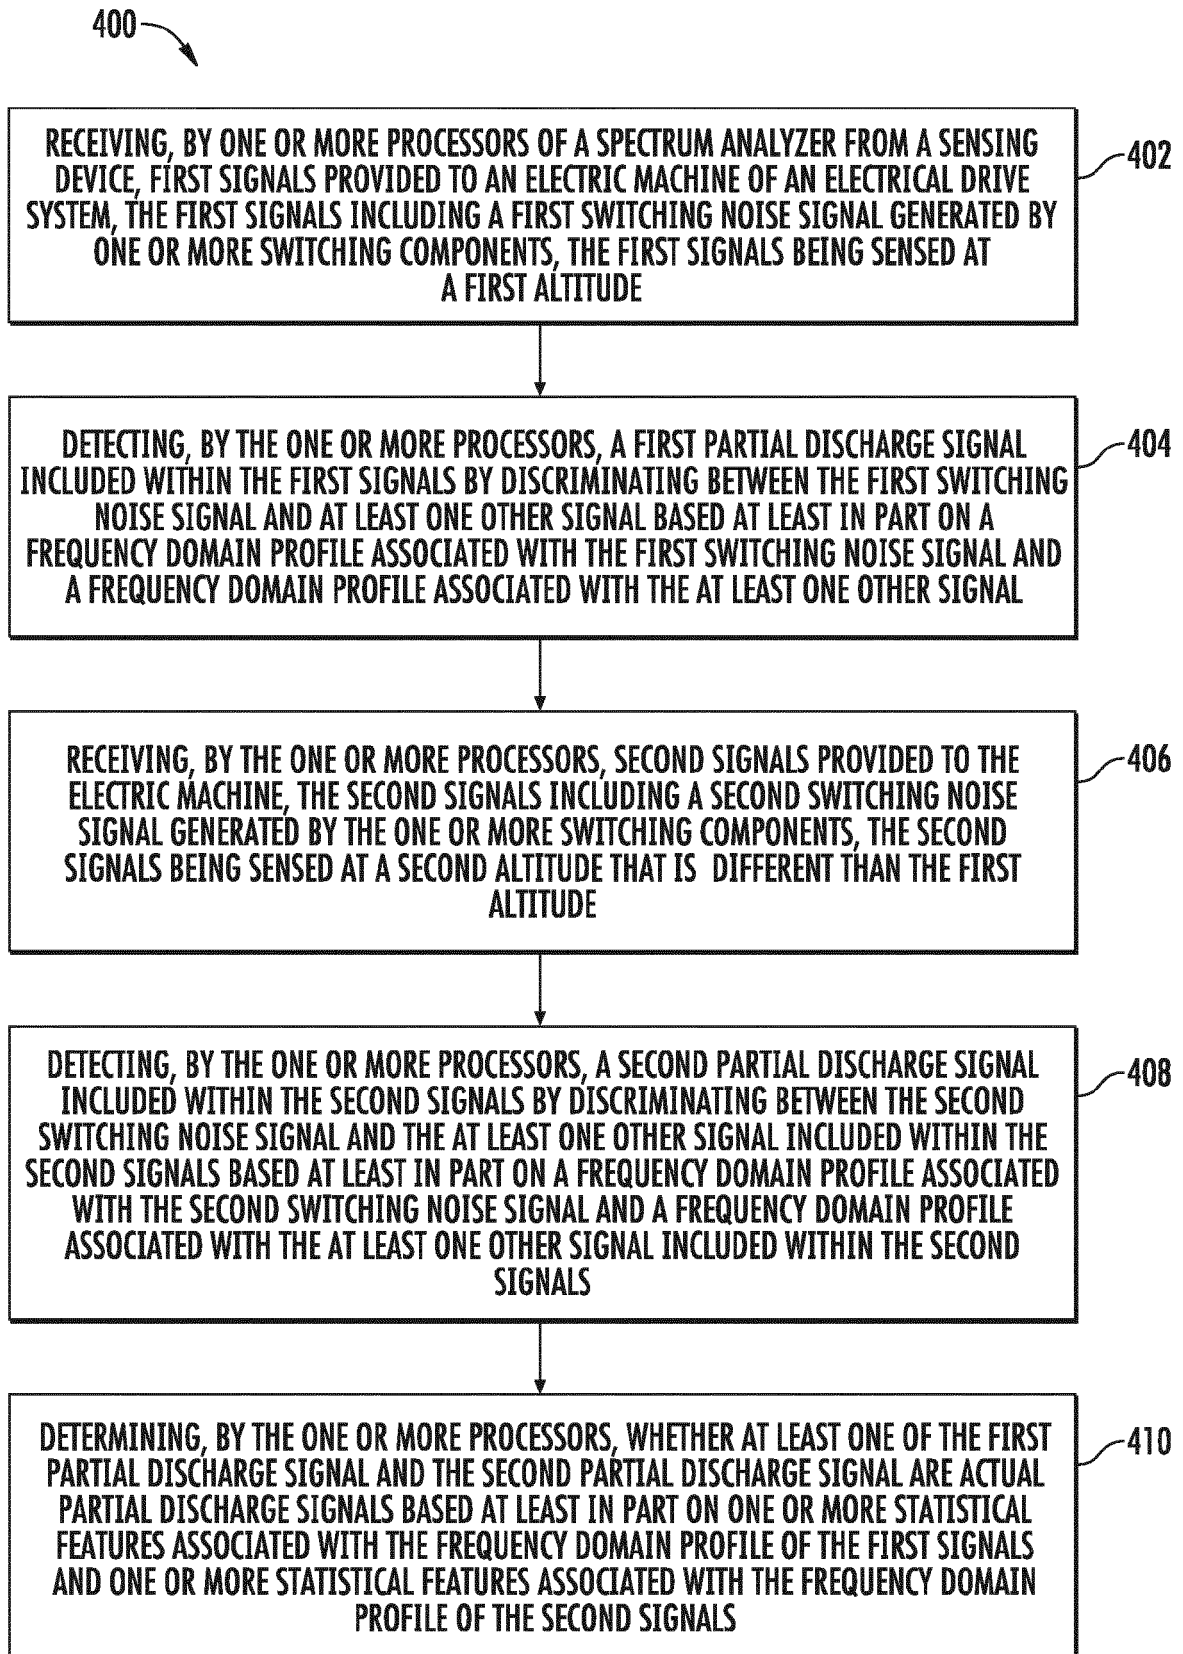 400
RECEIVING, BY ONE OR MORE PROCESSORS OF A SPECTRUM ANALYZER FROM A SENSING
DEVICE, FIRST SIGNALS PROVIDED TO AN ELECTRIC MACHINE OF AN ELECTRICAL DRIVE
SYSTEM, THE FIRST SIGNALS INCLUDING A FIRST SWITCHING NOISE SIGNAL GENERATED BY
ONE OR MORE SWITCHING COMPONENTS, THE FIRST SIGNALS BEING SENSED AT
A FIRST ALTITUDE
402
DETECTING, BY THE ONE OR MORE PROCESSORS, A FIRST PARTIAL DISCHARGE SIGNAL
INCLUDED WITHIN THE FIRST SIGNALS BY DISCRIMINATING BETWEEN THE FIRST SWITCHING
NOISE SIGNAL AND AT LEAST ONE OTHER SIGNAL BASED AT LEAST IN PART ON A
FREQUENCY DOMAIN PROFILE ASSOCIATED WITH THE FIRST SWITCHING NOISE SIGNAL AND
A FREQUENCY DOMAIN PROFILE ASSOCIATED WITH THE AT LEAST ONE OTHER SIGNAL
404
RECEIVING, BY THE ONE OR MORE PROCESSORS, SECOND SIGNALS PROVIDED TO THE
ELECTRIC MACHINE, THE SECOND SIGNALS INCLUDING A SECOND SWITCHING NOISE
SIGNAL GENERATED BY THE ONE OR MORE SWITCHING COMPONENTS, THE SECOND
SIGNALS BEING SENSED AT A SECOND ALTITUDE THAT IS DIFFERENT THAN THE FIRST
ALTITUDE
406
DETECTING, BY THE ONE OR MORE PROCESSORS, A SECOND PARTIAL DISCHARGE SIGNAL
INCLUDED WITHIN THE SECOND SIGNALS BY DISCRIMINATING BETWEEN THE SECOND
SWITCHING NOISE SIGNAL AND THE AT LEAST ONE OTHER SIGNAL INCLUDED WITHIN THE
SECOND SIGNALS BASED AT LEAST IN PART ON A FREQUENCY DOMAIN PROFILE ASSOCIATED
WITH THE SECOND SWITCHING NOISE SIGNAL AND A FREQUENCY DOMAIN PROFILE
ASSOCIATED WITH THE AT LEAST ONE OTHER SIGNAL INCLUDED WITHIN THE SECOND
SIGNALS
408
DETERMINING, BY THE ONE OR MORE PROCESSORS, WHETHER AT LEAST ONE OF THE FIRST
PARTIAL DISCHARGE SIGNAL AND THE SECOND PARTIAL DISCHARGE SIGNAL ARE ACTUAL
PARTIAL DISCHARGE SIGNALS BASED AT LEAST IN PART ON ONE OR MORE STATISTICAL
FEATURES ASSOCIATED WITH THE FREQUENCY DOMAIN PROFILE OF THE FIRST SIGNALS
AND ONE OR MORE STATISTICAL FEATURES ASSOCIATED WITH THE FREQUENCY DOMAIN
PROFILE OF THE SECOND SIGNALS
410